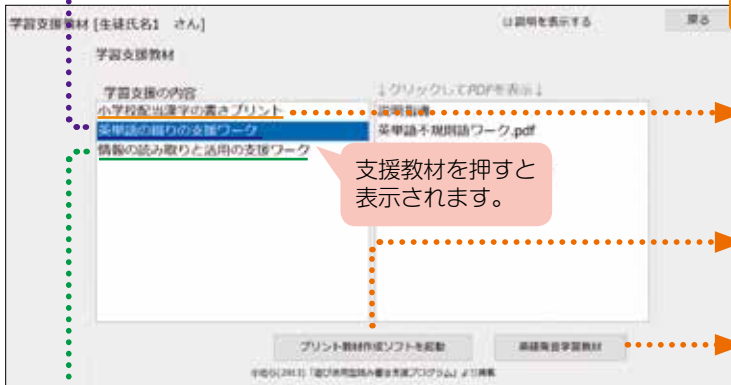 学習支援教材 [生徒氏名1 さん]
説明を表示する
戻る
学習支援教材
学習支援の内容
↓クリックしてPDFを表示↓
小学校配当漢字の書きプリント
説明指導
英単語の綴りの支援ワーク
英単語不規則語ワーク.pdf
情報の読み取りと活用の支援ワーク
支援教材を押すと
表示されます。
プリント教材作成ソフトを起動
英語発音学習教材